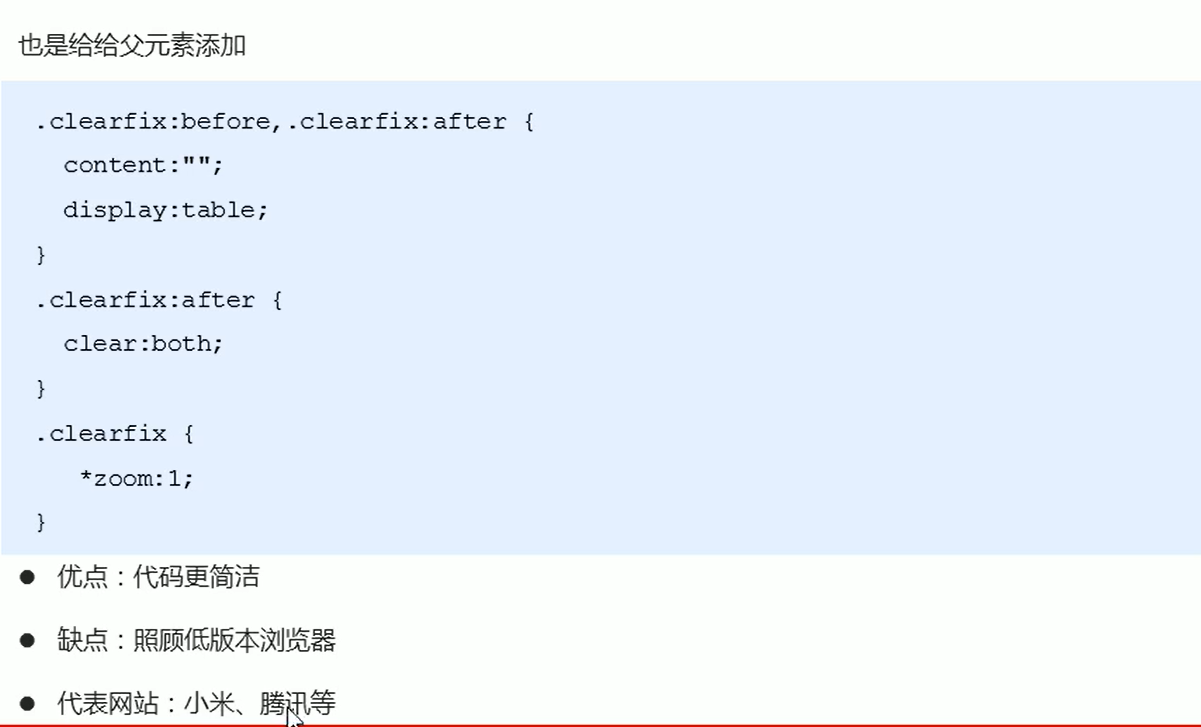 也是给给父元素添加
.clearfix:before,.clearfix:after {
content:"";
display:table;
}
.clearfix:after {
clear:both;
}
.clearfix {
*zoom:1;
}
● 优点：代码更简洁
● 缺点：照顾低版本浏览器
● 代表网站：小米、腾讯等